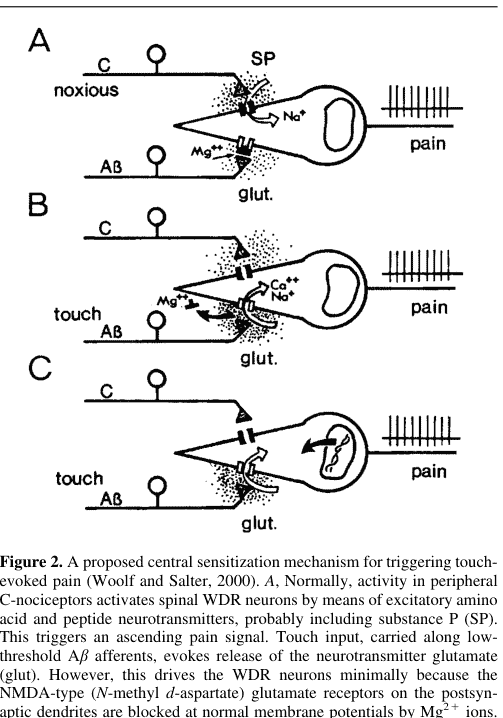 A
C
SP
noxious
Na+
pain
Mg++
Aß
glut.
B
C
Ca++
Na+
Mg++
pain
touch
Aß
glut.
C
C
pain
touch
Aß
glut.
Figure 2. A proposed central sensitization mechanism for triggering touch-
evoked pain (Woolf and Salter, 2000). A, Normally, activity in peripheral
C-nociceptors activates spinal WDR neurons by means of excitatory amino
acid and peptide neurotransmitters, probably including substance P (SP).
This triggers an ascending pain signal. Touch input, carried along low-
threshold Aβ afferents, evokes release of the neurotransmitter glutamate
(glut). However, this drives the WDR neurons minimally because the
NMDA-type (N-methyl d-aspartate) glutamate receptors on the postsyn-
aptic dendrites are blocked at normal membrane potentials by Mg2+ ions.